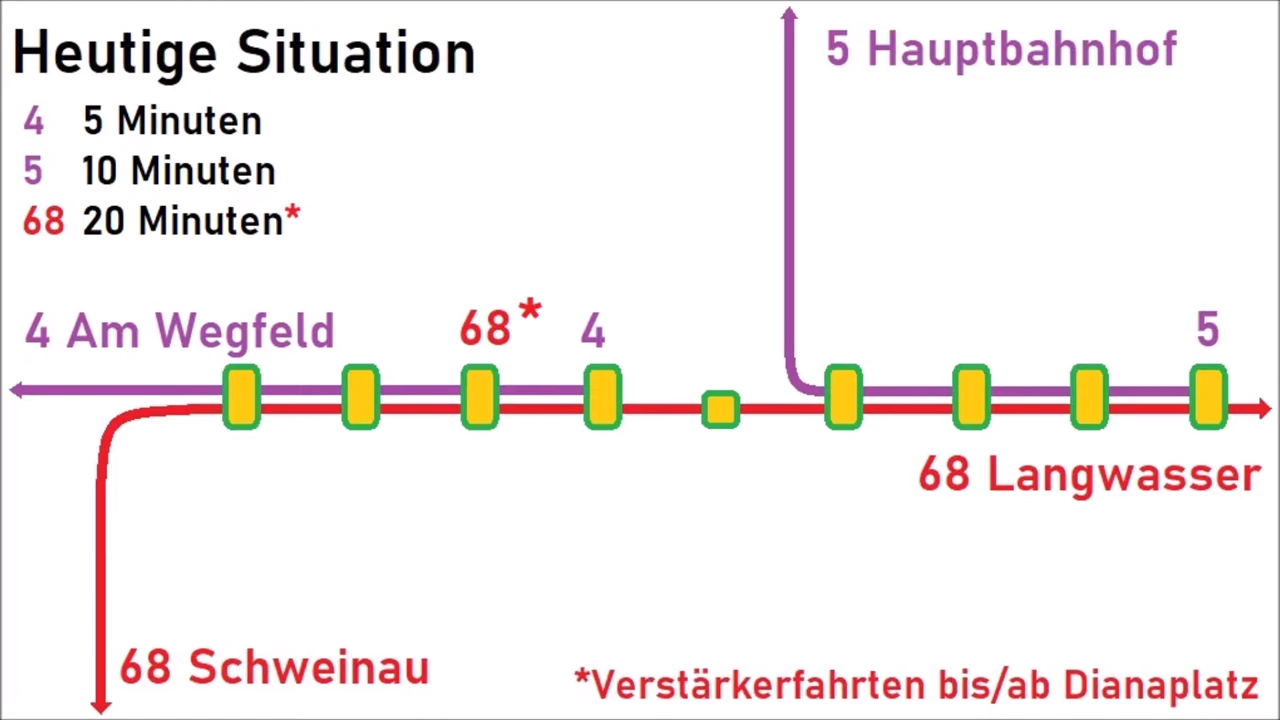 Heutige Situation
4 5 Minuten
5 10 Minuten
68 20 Minuten*
5 Hauptbahnhof
4 Am Wegfeld
68*
4
5
68 Langwasser
68 Schweinau
*Verstärkerfahrten bis/ab Dianaplatz